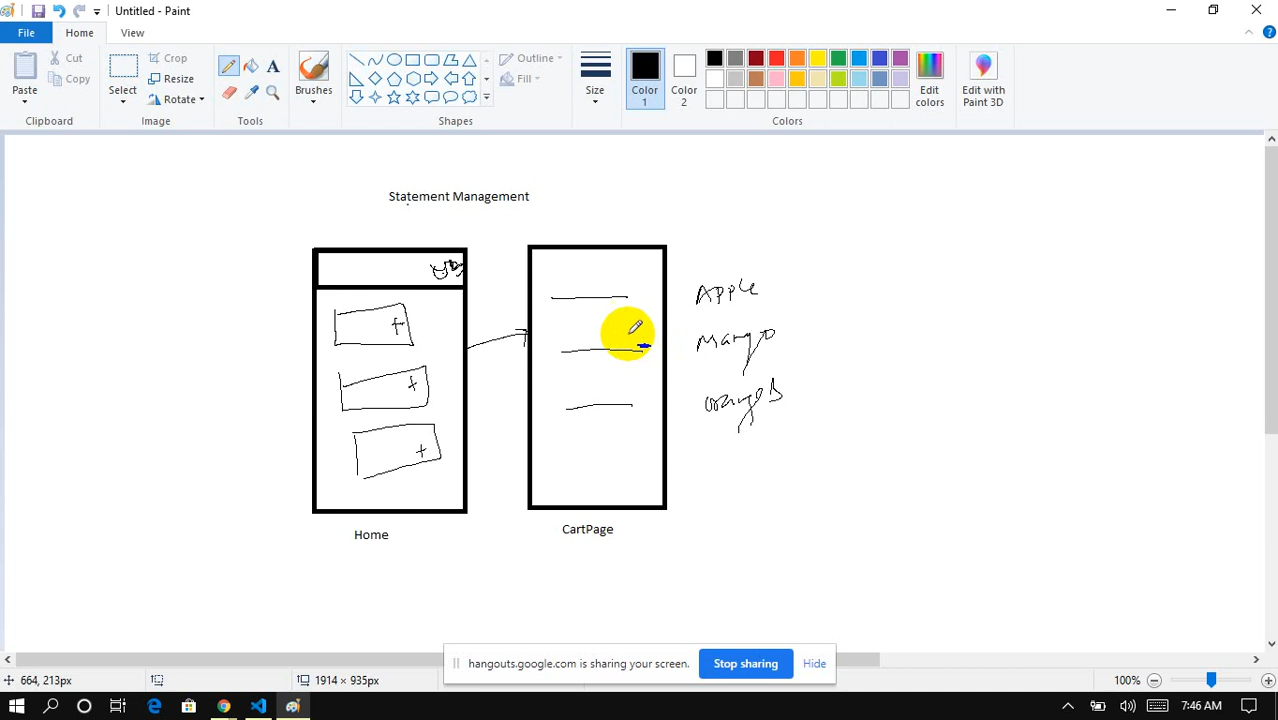 Untitled - Paint
File
Home
View
Paste
Cut
Copy
Clipboard
Select
Crop
Resize
Rotate
Image
A
Tools
Brushes
Outline
Fill
Shapes
Size
Color 1
Color 2
Edit colors
Colors
Edit with Paint 3D
Statement Management
+
+
+
Apple
Mango
Home
CartPage
hangouts.google.com is sharing your screen.
Stop sharing
Hide
664, 213px
1914 × 935px
100%
7:46 AM